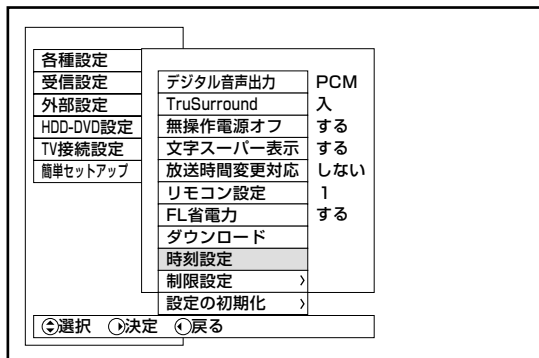 各種設定
受信設定
外部設定
HDD-DVD設定
TV接続設定
簡単セットアップ
デジタル音声出力 PCM
TruSurround 入
無操作電源オフ する
文字スーパー表示 する
放送時間変更対応 しない
リモコン設定 1
FL省電力 する
ダウンロード
時刻設定
制限設定
設定の初期化
選択 決定 戻る